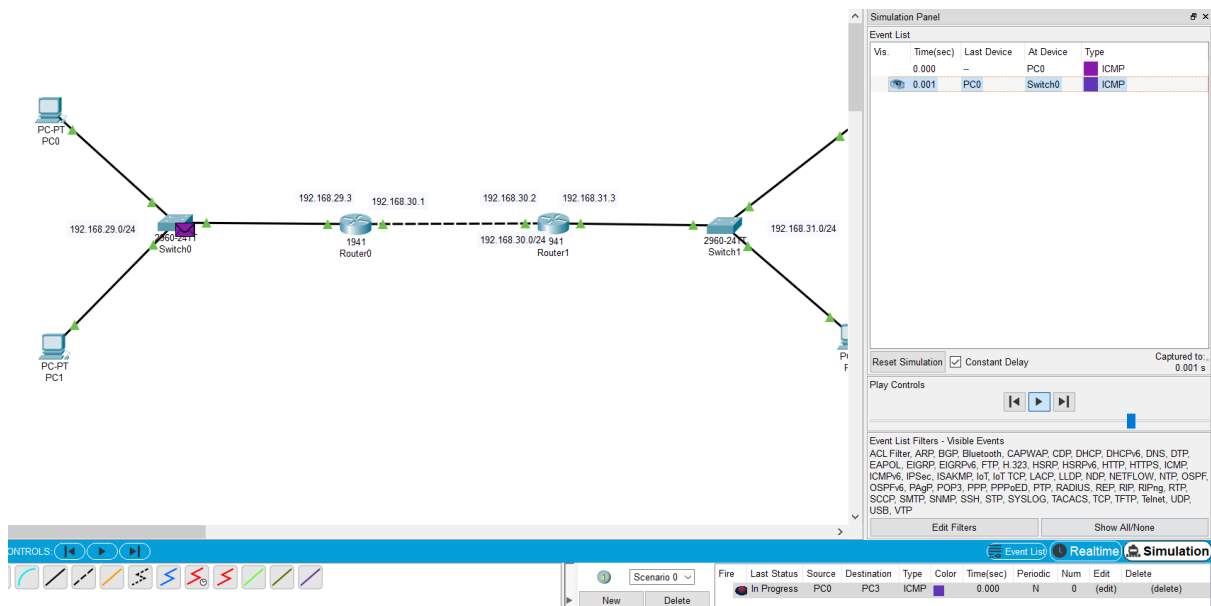 PC-PT
PC0
192.168.29.0/24
2960-24TT
Switch0
PC-PT
PC1
192.168.29.3
192.168.30.1
1941
Router0
192.168.30.2
192.168.31.3
192.168.30.0/24
941
Router1
2960-24TT
Switch1
192.168.31.0/24
Simulation Panel
Event List
Vis. Time(sec) Last Device At Device Type
0.000 -- PC0 ICMP
0.001 PC0 Switch0 ICMP
Reset Simulation Constant Delay
Captured to:
0.001 s
Play Controls
Event List Filters - Visible Events
ACL Filter, ARP, BGP, Bluetooth, CAPWAP, CDP, DHCP, DHCPv6, DNS, DTP,
EAPOL, EIGRP, EIGRPv6, FTP, H.323, HSRP, HSRPv6, HTTP, HTTPS, ICMP,
ICMPv6, IPSec, ISAKMP, IoT, IoT TCP, LACP, LLDP, NDP, NETFLOW, NTP, OSPF,
OSPFv6, PAgP, POP3, PPP, PPPoED, PTP, RADIUS, REP, RIP, RIPng, RTP,
SCCP, SMTP, SNMP, SSH, STP, SYSLOG, TACACS, TCP, TFTP, Telnet, UDP,
USB, VTP
Edit Filters Show All/None
CONTROLS:
Event List Realtime Simulation
Scenario 0
New Delete
Fire Last Status Source Destination Type Color Time(sec) Periodic Num Edit Delete
In Progress PC0 PC3 ICMP 0.000 N 0 (edit) (delete)